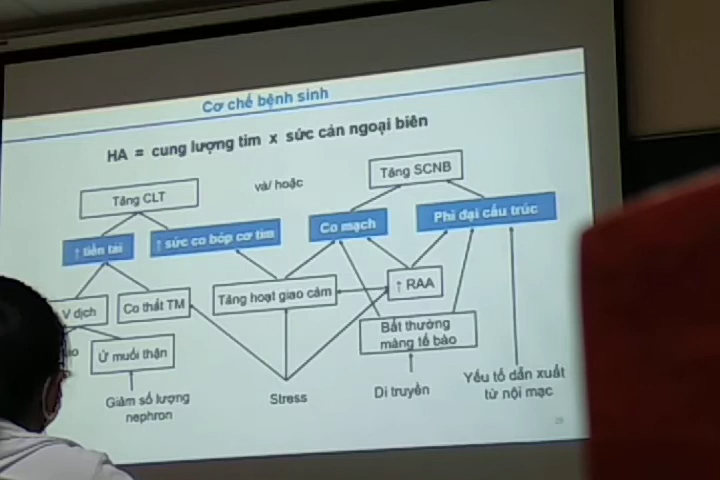 Cơ chế bệnh sinh
HA = cung lượng tim x sức cản ngoại biên
Tăng CLT
và/ hoặc
Tăng SCNB
↑ tiền tải
↑ sức co bóp cơ tim
Co mạch
Phì đại cấu trúc
V dịch
Co thắt TM
Tăng hoạt giao cảm
↑ RAA
Ứ muối thận
Bất thường
màng tế bào
Giảm số lượng
nephron
Stress
Di truyền
Yếu tố dẫn xuất
từ nội mạc